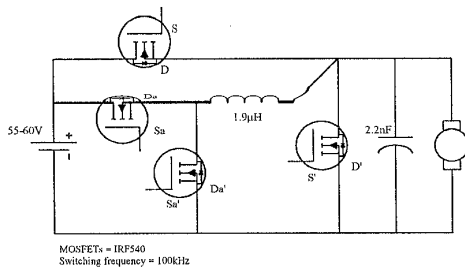 S
D
Da
55-60V
+
-
Sa
1.9μH
Sa'
Da'
S'
D'
2.2nF
MOSFETs = IRF540
Switching frequency = 100kHz